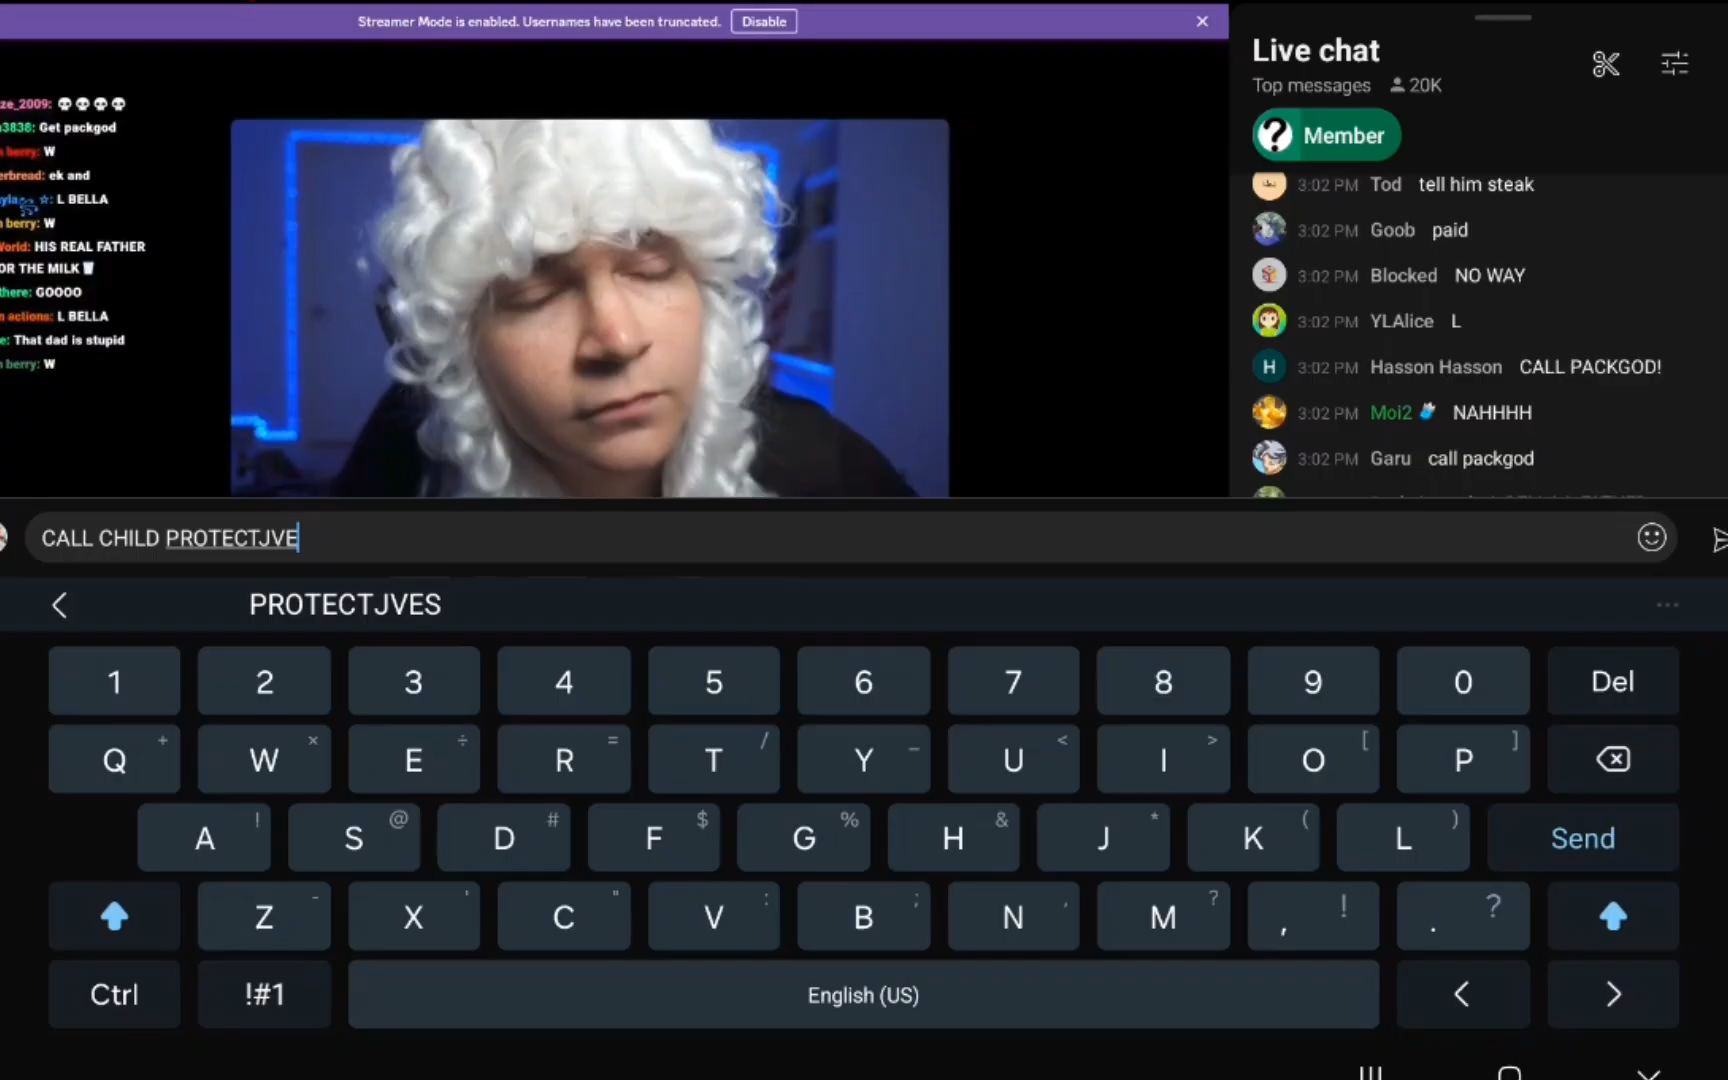 Streamer Mode is enabled. Usernames have been truncated. Disable
ze_2009: 💀💀💀💀
3838: Get packgod
berry: W
erbread: ek and
☆: L BELLA
berry: W
World: HIS REAL FATHER
OR THE MILK🥛
there: GOOOO
actions: L BELLA
e: That dad is stupid
berry: W
Live chat
Top messages 20K
? Member
3:02 PM Tod tell him steak
3:02 PM Goob paid
3:02 PM Blocked NO WAY
3:02 PM YLAlice L
H 3:02 PM Hasson Hasson CALL PACKGOD!
3:02 PM Moi2 NAHHHH
3:02 PM Garu call packgod
CALL CHILD PROTECTJVE
PROTECTJVES
1 2 3 4 5 6 7 8 9 0 Del
Q + W × E ÷ R = T / Y _ U < I > O [ P ]
A ! S @ D # F $ G % H & J * K ( L ) Send
Z - X ' C " V : B ; N , M ? , ! . ?
Ctrl !#1 English (US) < >